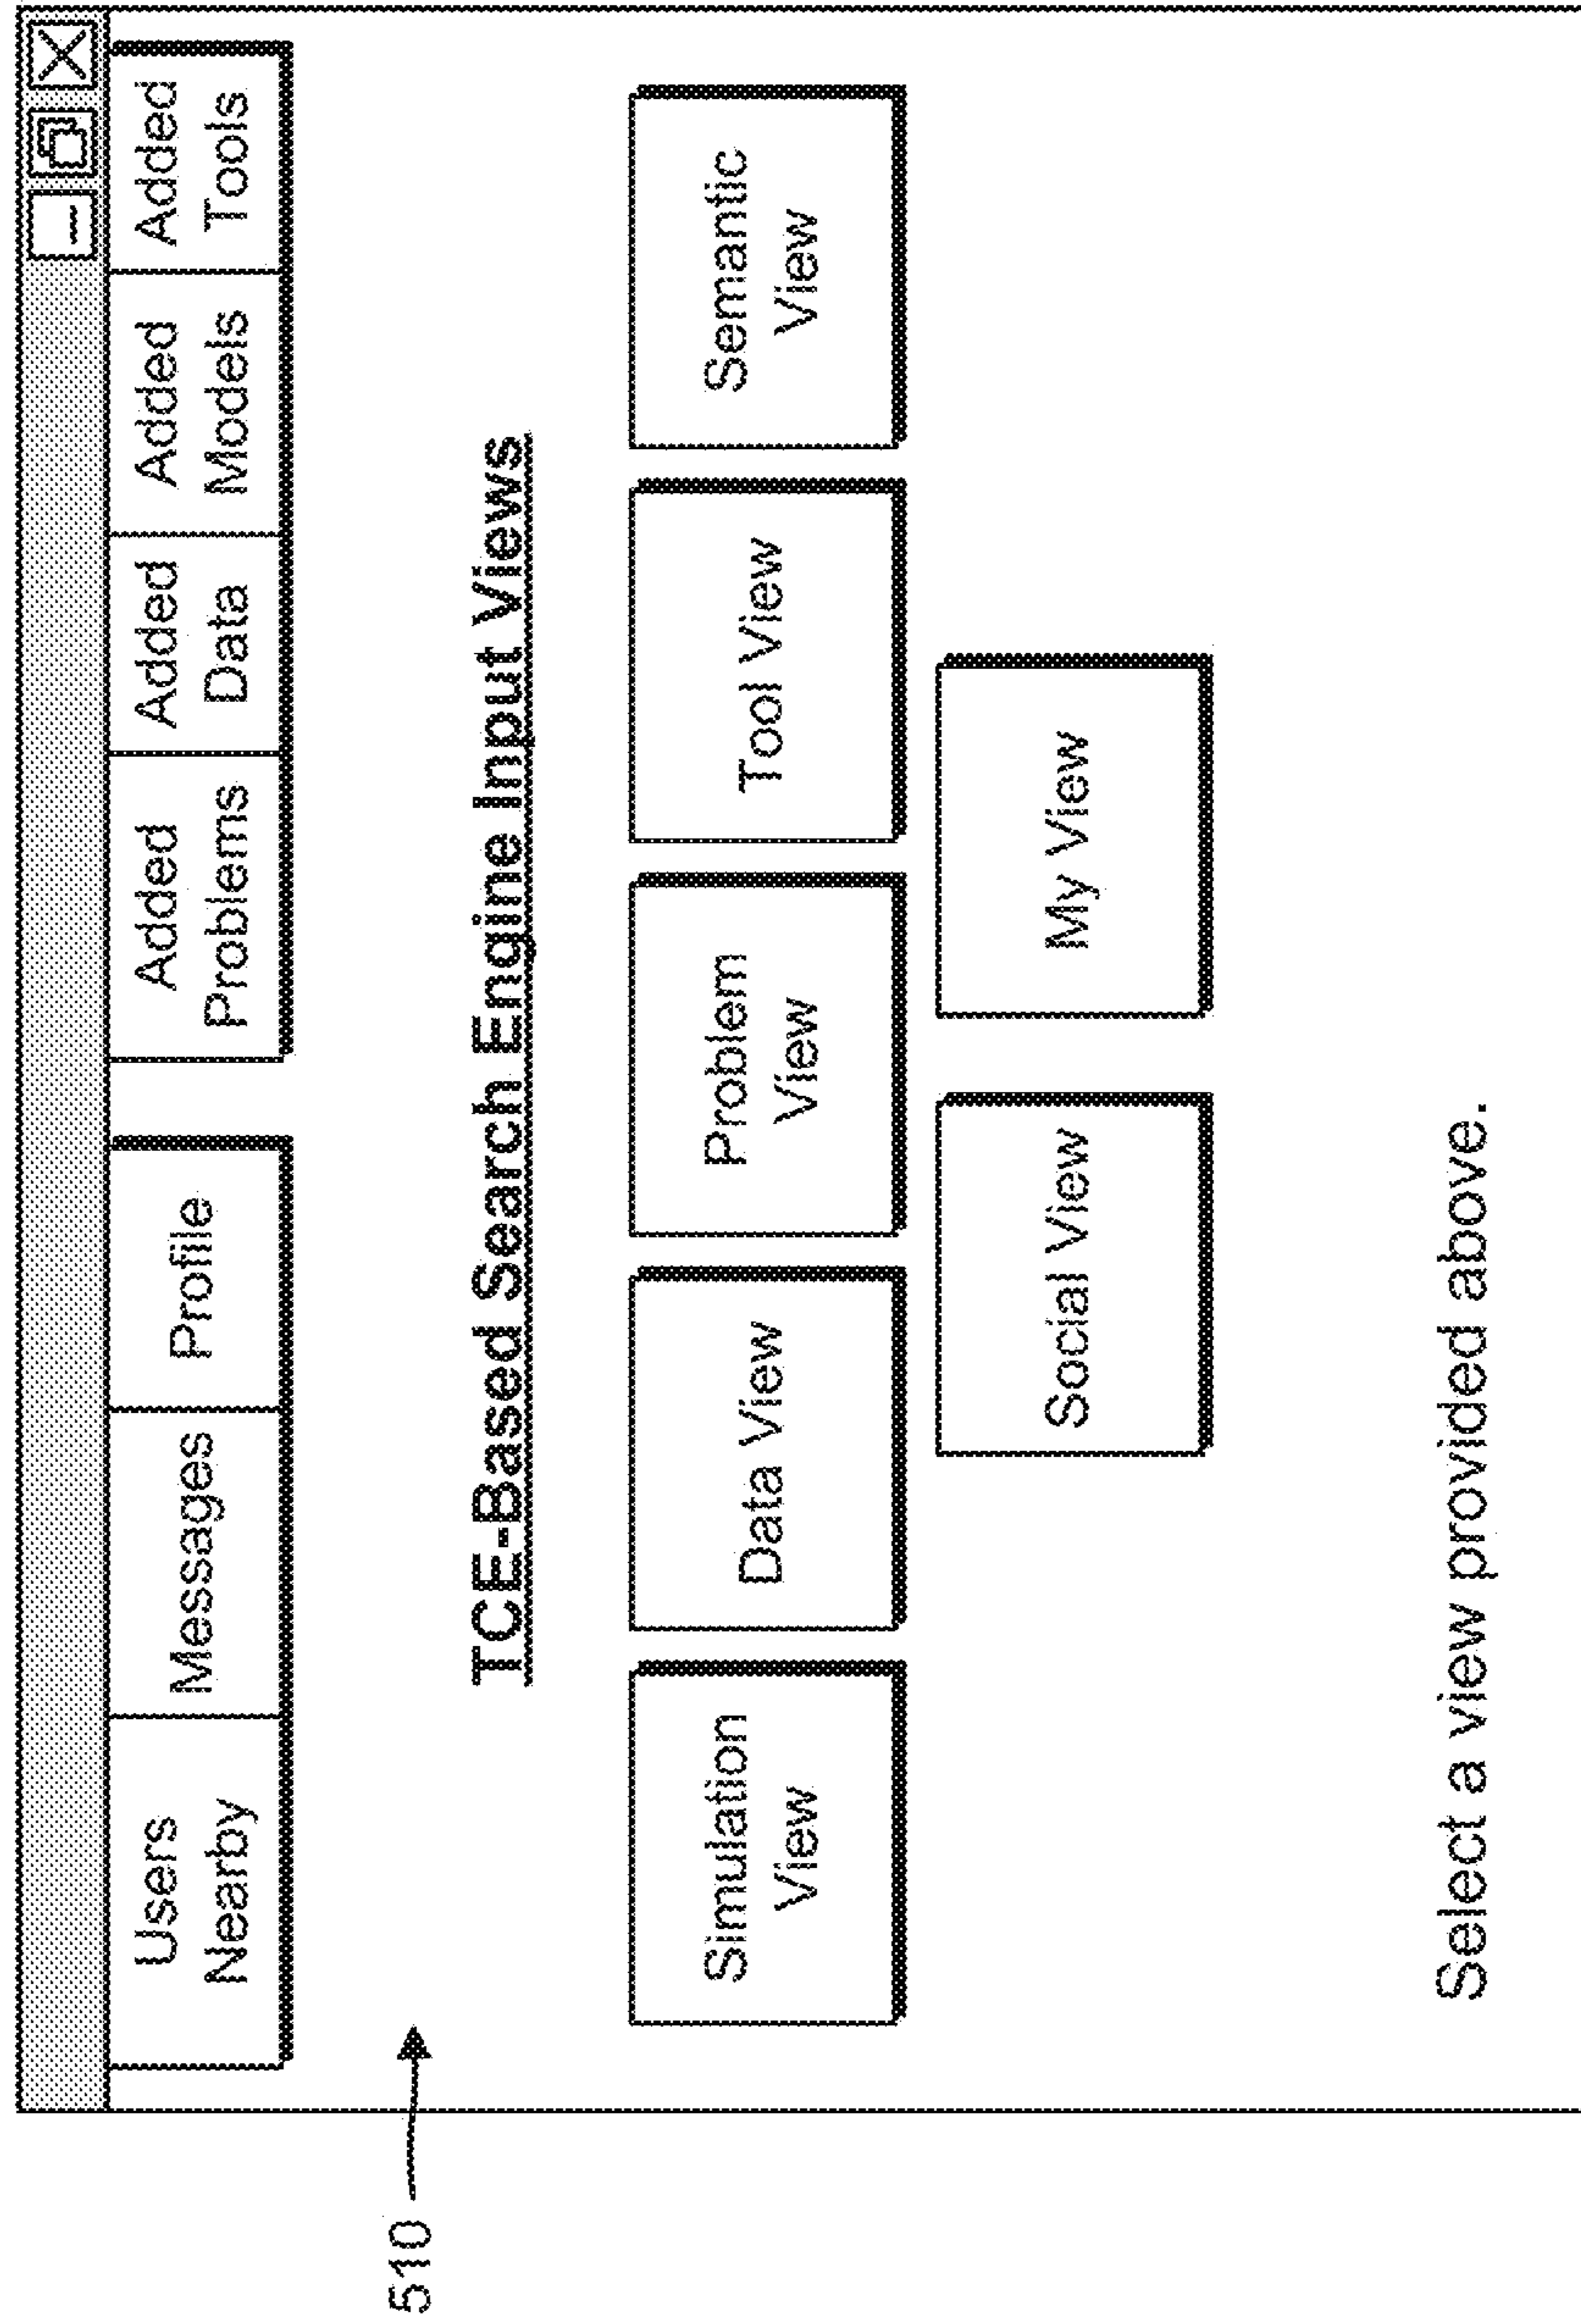 Users
Nearby
Messages
Profile
Added
Problems
Added
Data
Added
Models
Added
Tools
510
TCE-Based Search Engine Input Views
Simulation
View
Data View
Problem
View
Tool View
Semantic
View
Social View
My View
Select a view provided above.